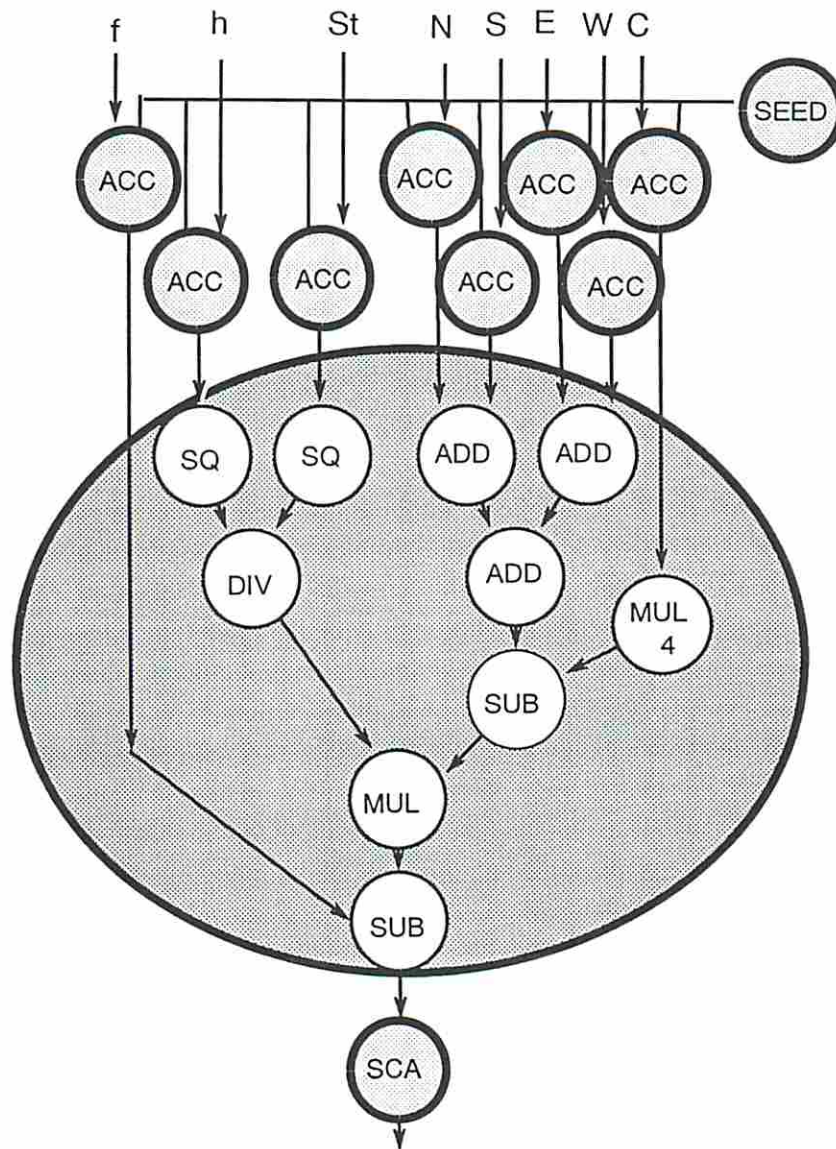 f h St N S E W C
SEED
ACC ACC ACC ACC
ACC ACC ACC ACC
SQ SQ ADD ADD
DIV ADD
MUL
4
SUB
MUL
SUB
SCA